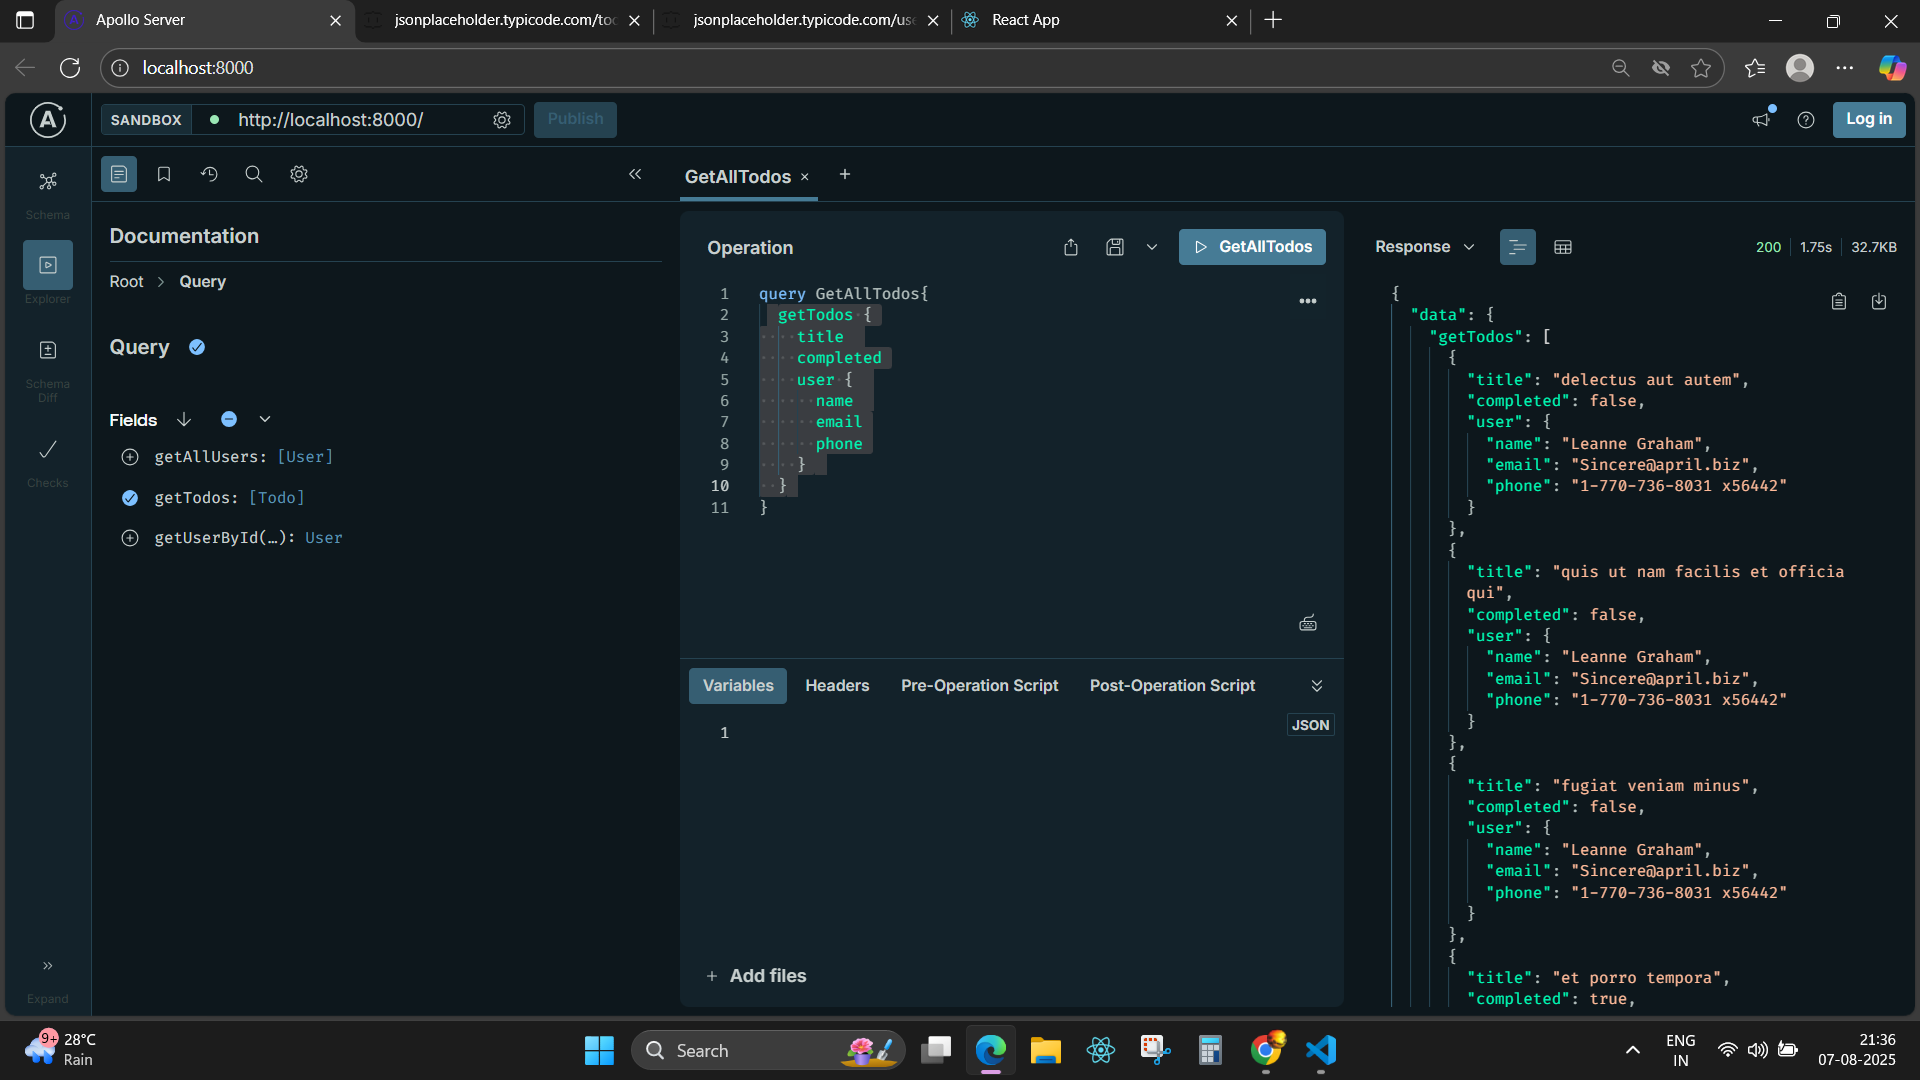 Apollo Server
jsonplaceholder.typicode.com/toc
jsonplaceholder.typicode.com/use
React App
localhost:8000
SANDBOX
http://localhost:8000/
Publish
Log in
Schema
Explorer
Schema
Diff
Checks
Expand
Documentation
Root > Query
Query
Fields
getAllUsers: [User]
getTodos: [Todo]
getUserById(…): User
GetAllTodos
Operation
GetAllTodos
1 query GetAllTodos{
2 getTodos {
3 title
4 completed
5 user {
6 name
7 email
8 phone
9 }
10 }
11 }
Variables Headers Pre-Operation Script Post-Operation Script
1
JSON
+ Add files
Response
200 1.75s 32.7KB
{
"data": {
"getTodos": [
{
"title": "delectus aut autem",
"completed": false,
"user": {
"name": "Leanne Graham",
"email": "Sincere@april.biz",
"phone": "1-770-736-8031 x56442"
}
},
{
"title": "quis ut nam facilis et officia
qui",
"completed": false,
"user": {
"name": "Leanne Graham",
"email": "Sincere@april.biz",
"phone": "1-770-736-8031 x56442"
}
},
{
"title": "fugiat veniam minus",
"completed": false,
"user": {
"name": "Leanne Graham",
"email": "Sincere@april.biz",
"phone": "1-770-736-8031 x56442"
}
},
{
"title": "et porro tempora",
"completed": true,
9+
28°C
Rain
Search
ENG
IN
21:36
07-08-2025